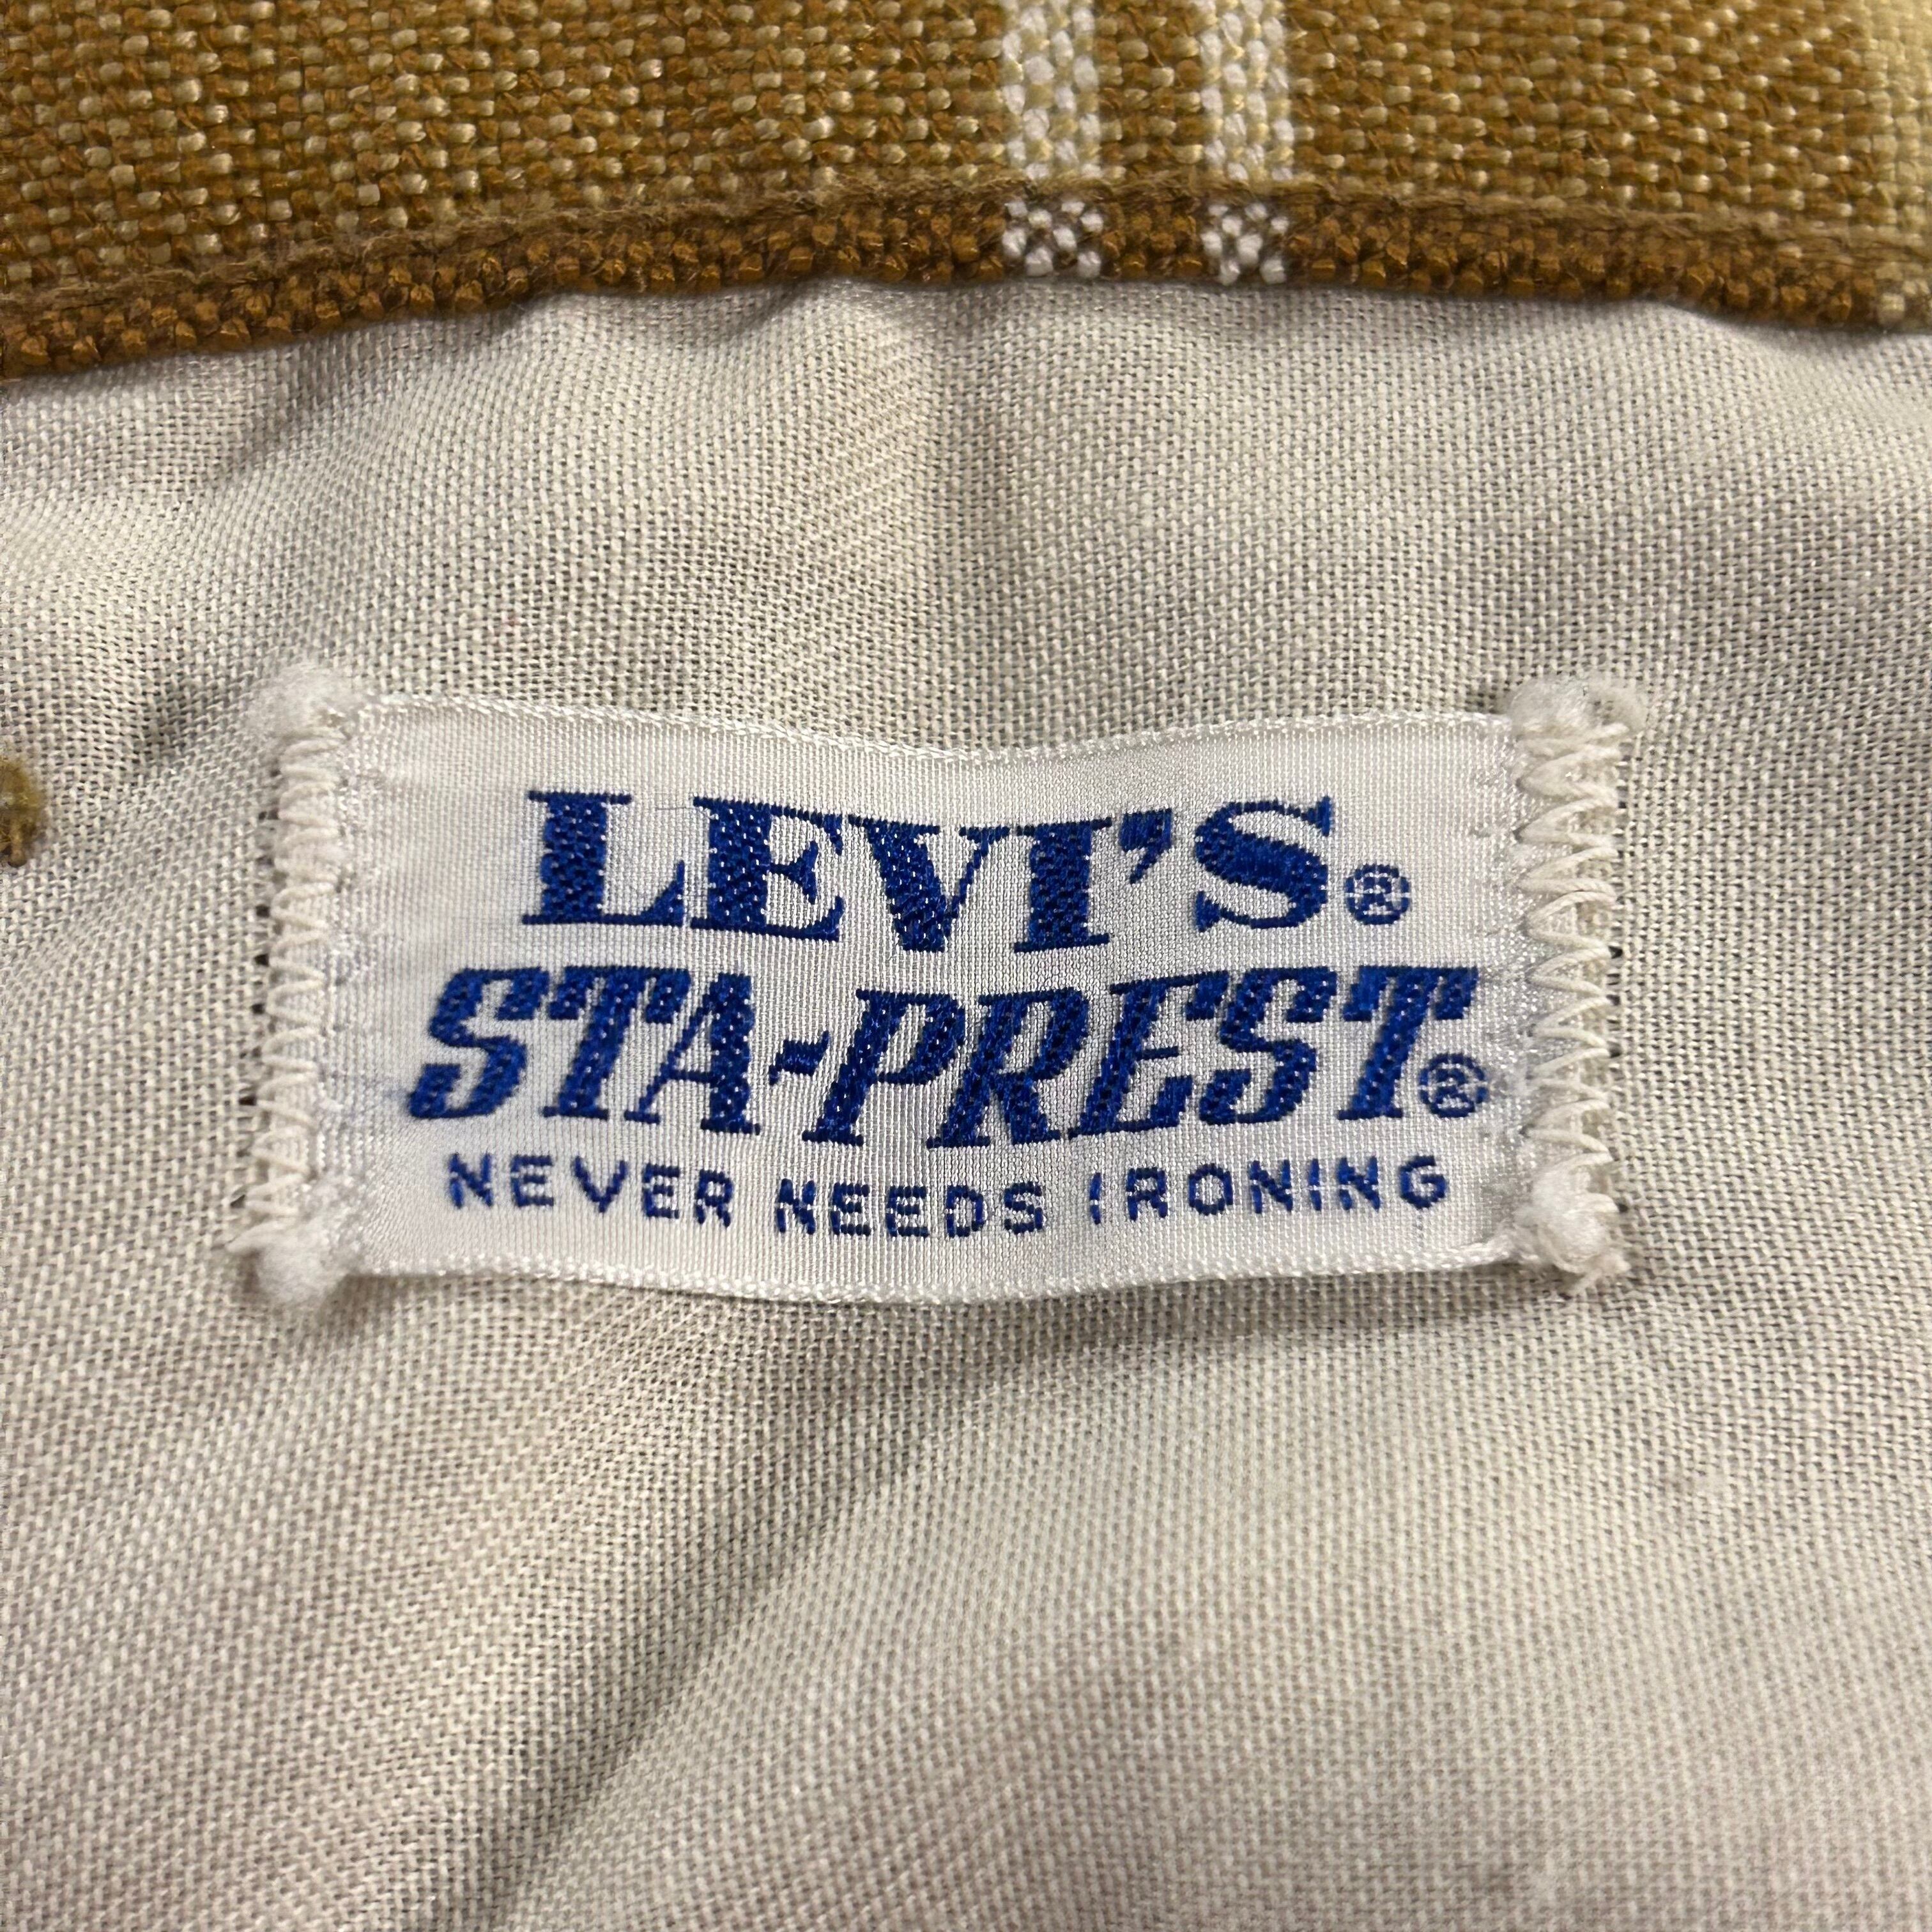 LEVI'S®
STA-PREST®
NEVER NEEDS IRONING